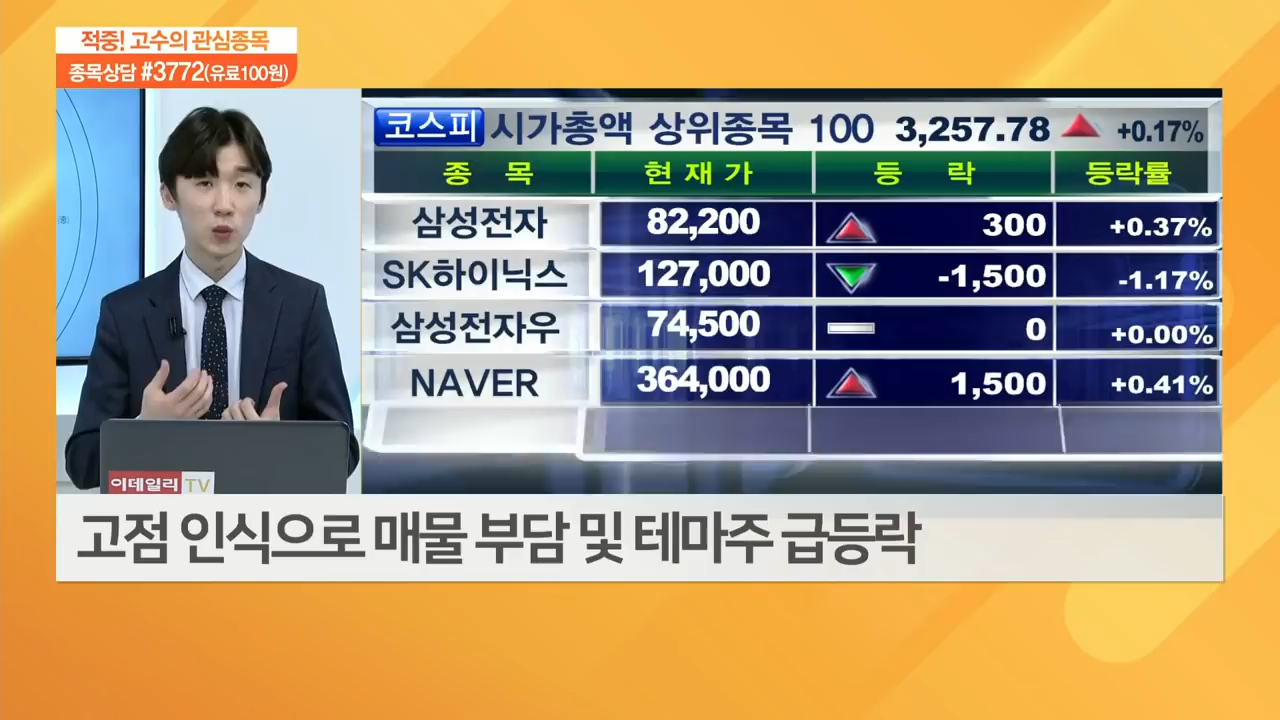 적중! 고수의 관심종목
종목상담 #3772(유료100원)
코스피 시가총액 상위종목 100 3,257.78 +0.17%
종 목 현 재 가 등 락 등락률
삼성전자 82,200 300 +0.37%
SK하이닉스 127,000 -1,500 -1.17%
삼성전자우 74,500 0 +0.00%
NAVER 364,000 1,500 +0.41%
이데일리 TV
고점 인식으로 매물 부담 및 테마주 급등락